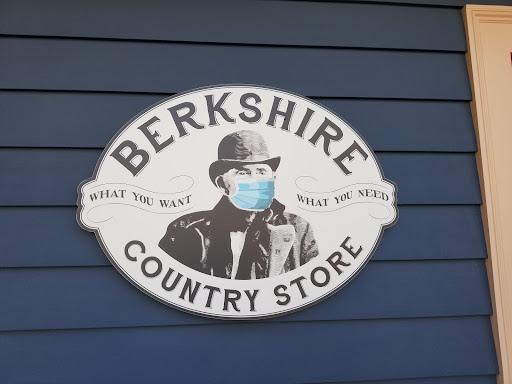 BERKSHIRE
WHAT YOU WANT
WHAT YOU NEED
COUNTRY STORE